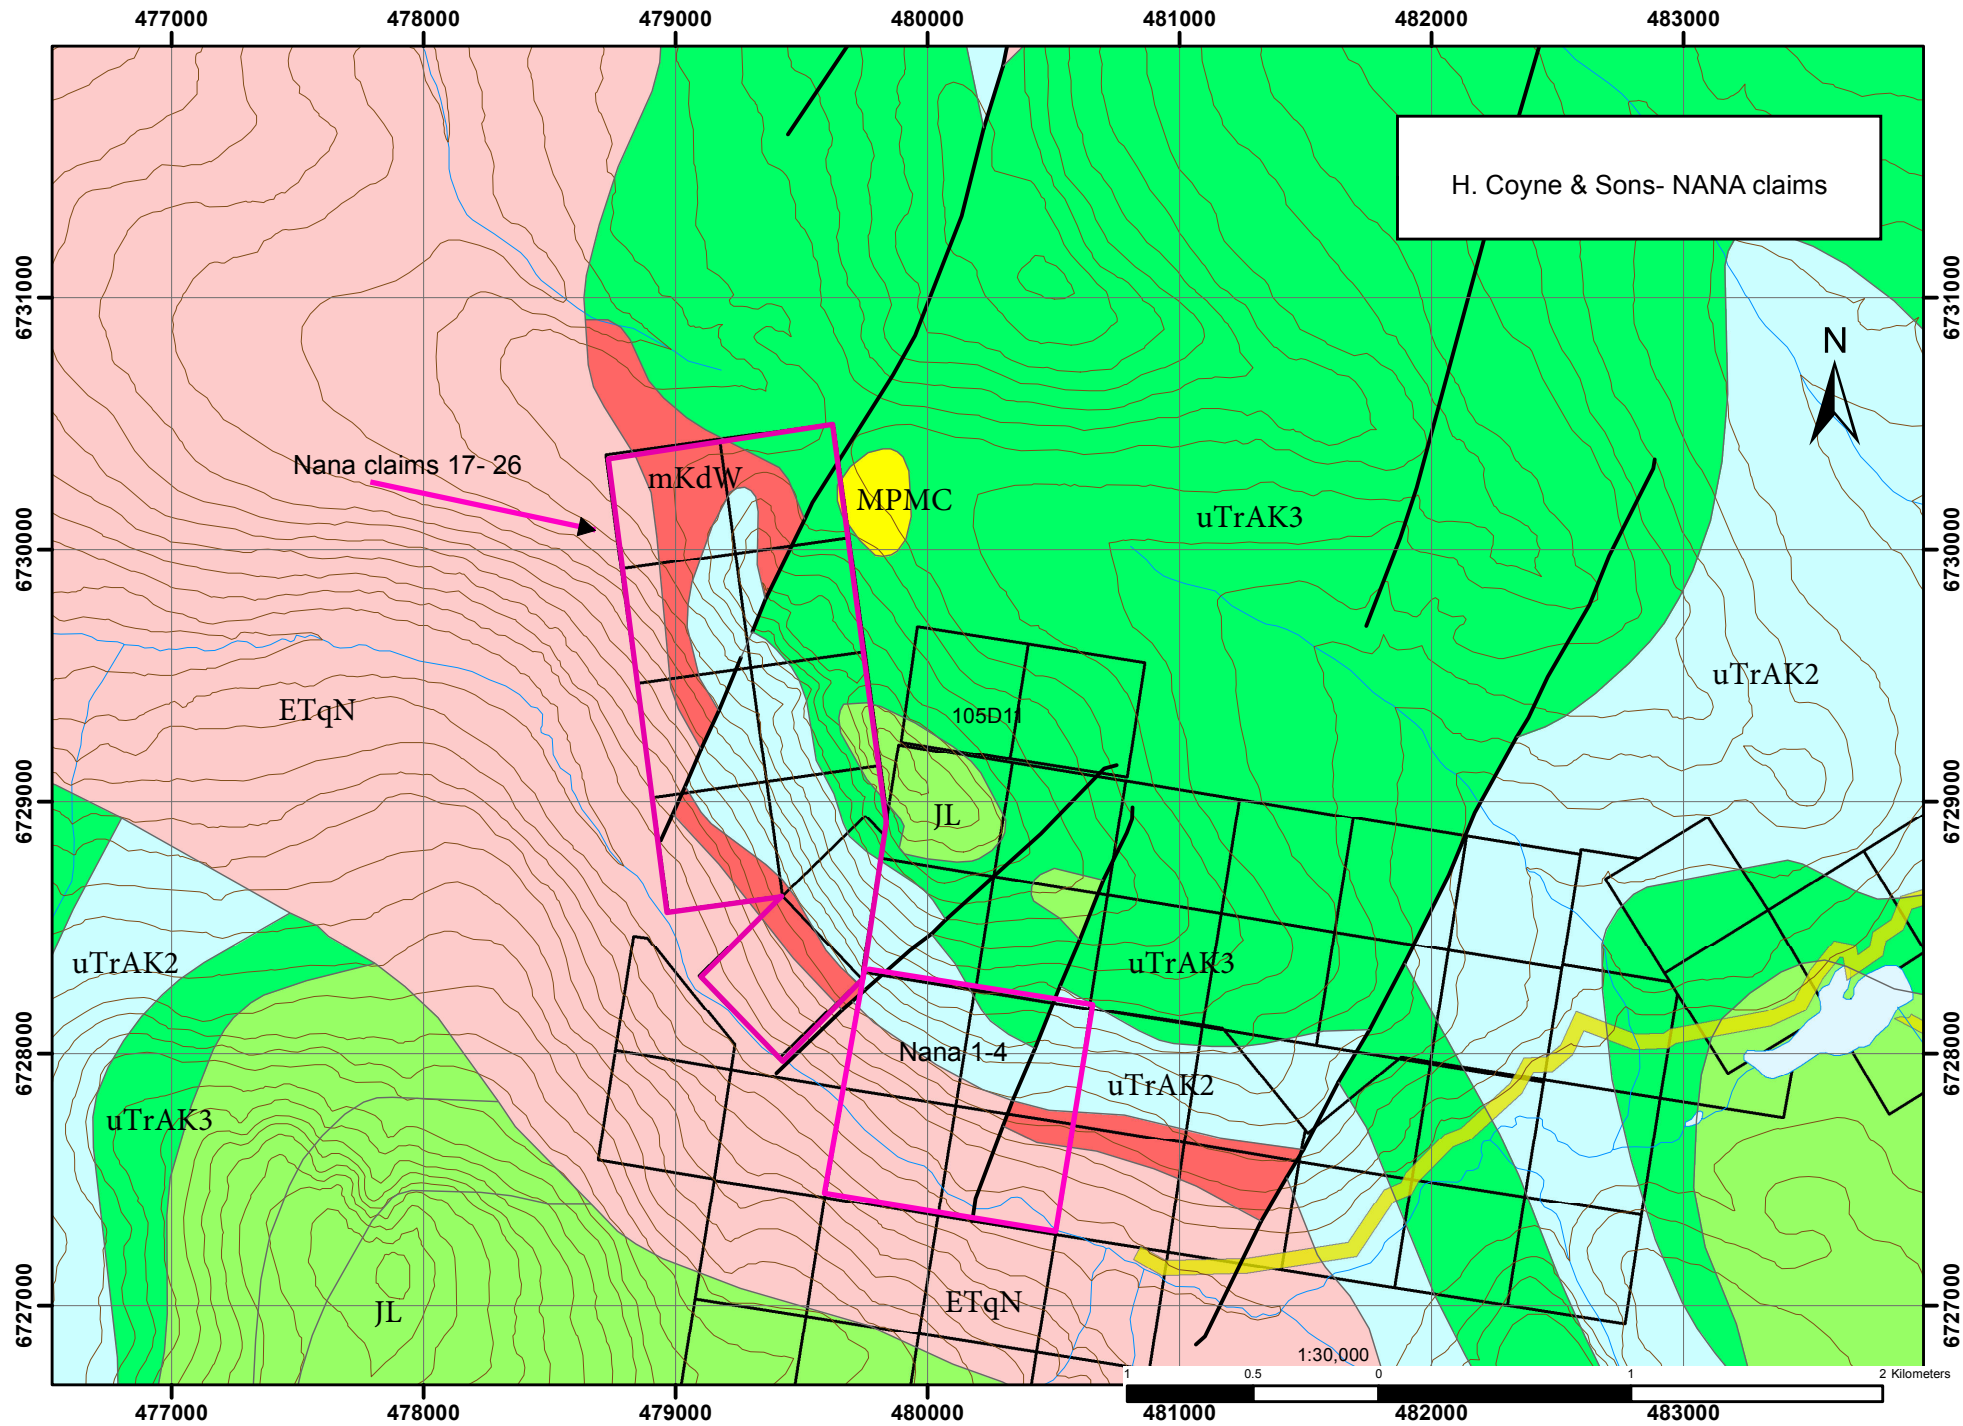 477000 478000 479000 480000 481000 482000 483000
H. Coyne & Sons- NANA claims
6731000 6731000
N
Nana claims 17- 26
mKdW
MPMC
uTrAK3
6730000 6730000
uTrAK2
ETqN
105D11
6729000 6729000
JL
uTrAK2
uTrAK3
Nana 1-4
6728000 6728000
uTrAK2
uTrAK3
ETqN
JL
6727000 6727000
1:30,000
1 0.5 0 1 2 Kilometers
477000 478000 479000 480000 481000 482000 483000